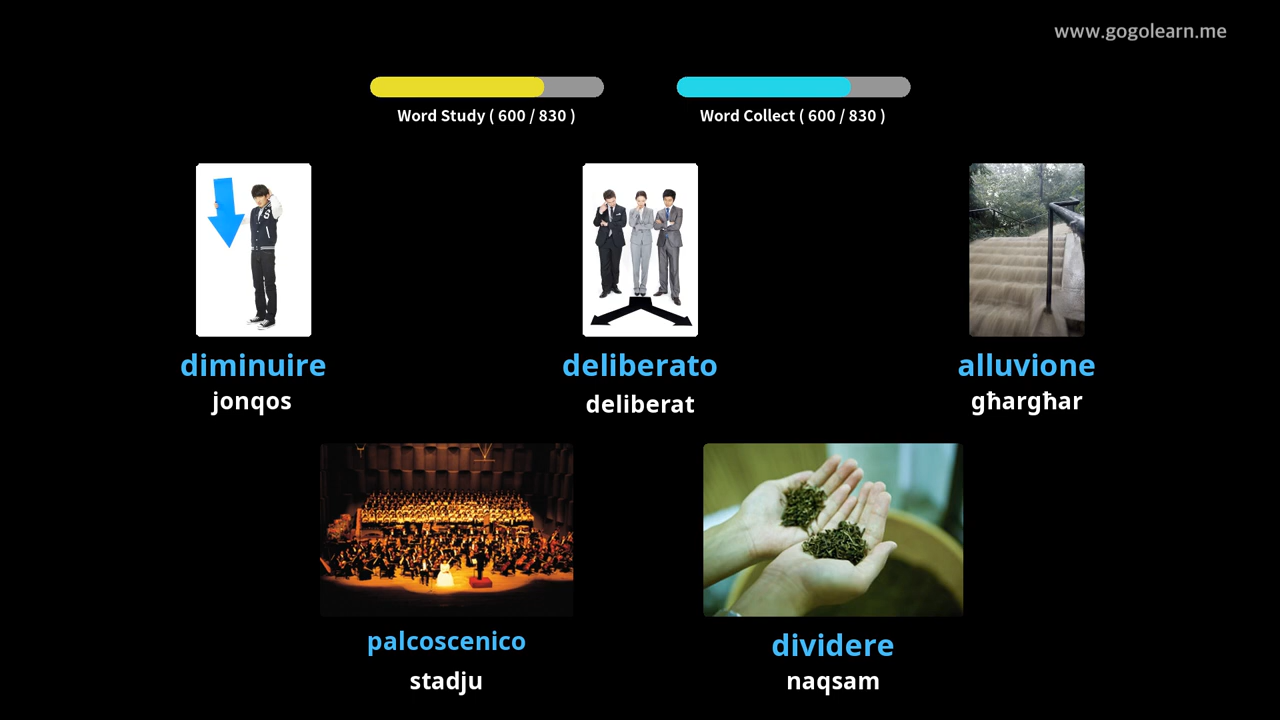 www.gogolearn.me
Word Study ( 600 / 830 )
Word Collect ( 600 / 830 )
diminuire
jonqos
deliberato
deliberat
alluvione
għargħar
palcoscenico
stadju
dividere
naqsam